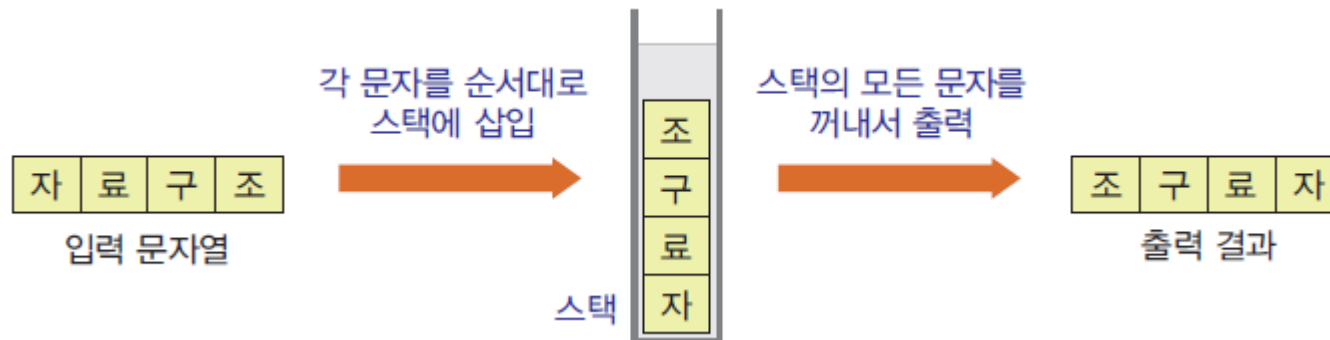 자 료 구 조
입력 문자열
각 문자를 순서대로
스택에 삽입
조
구
료
자
스택
스택의 모든 문자를
꺼내서 출력
조 구 료 자
출력 결과